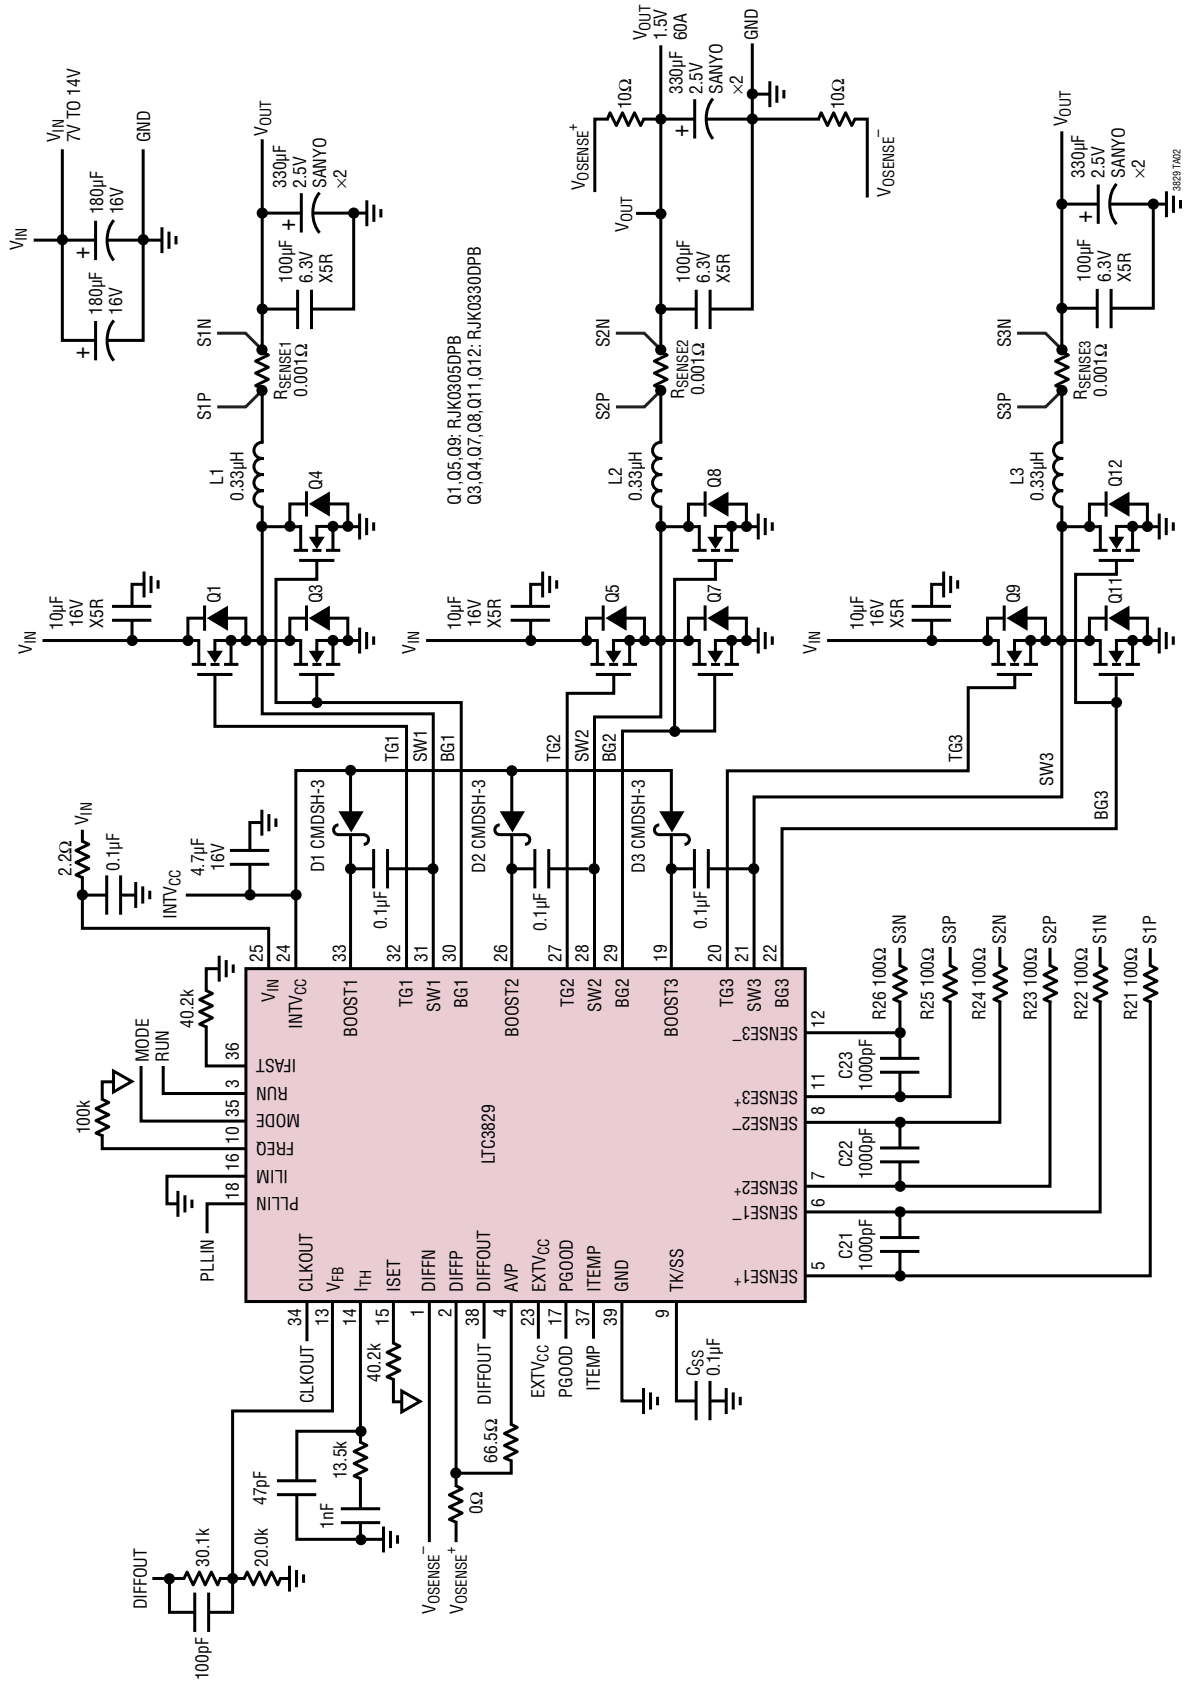 VIN
VIN
7V TO 14V
180µF
16V
180µF
16V
GND
VIN
10µF
16V
X5R
Q1
Q3
Q4
L1
0.33µH
S1P
S1N
RSENSE1
0.001Ω
100µF
6.3V
X5R
330µF
2.5V
SANYO
×2
VOUT
Q1,Q5,Q9: RJK0305DPB
Q3,Q4,Q7,Q8,Q11,Q12: RJK0330DPB
VIN
10µF
16V
X5R
Q5
Q7
Q8
L2
0.33µH
S2P
S2N
RSENSE2
0.001Ω
100µF
6.3V
X5R
VOUT
VOSENSE+
10Ω
330µF
2.5V
SANYO
×2
VOUT
1.5V
60A
GND
10Ω
VOSENSE−
VIN
10µF
16V
X5R
Q9
Q11
Q12
L3
0.33µH
S3P
S3N
RSENSE3
0.001Ω
100µF
6.3V
X5R
330µF
2.5V
SANYO
×2
VOUT
3829 TA02
TG1
SW1
BG1
TG2
SW2
BG2
TG3
SW3
BG3
VIN
2.2Ω
0.1µF
INTVCC
4.7µF
16V
D1 CMDSH-3
0.1µF
D2 CMDSH-3
0.1µF
D3 CMDSH-3
0.1µF
25
24
33
32
31
30
26
27
28
29
19
20
21
22
VIN
INTVCC
BOOST1
TG1
SW1
BG1
BOOST2
TG2
SW2
BG2
BOOST3
TG3
SW3
BG3
40.2k
MODE
RUN
100k
PLLIN
36
3
35
10
16
18
IFAST
RUN
MODE
FREQ
ILIM
PLLIN
LTC3829
SENSE3−
SENSE3+
SENSE2−
SENSE2+
SENSE1−
SENSE1+
12
11
8
7
6
5
C23
1000pF
C22
1000pF
C21
1000pF
R26 100Ω S3N
R25 100Ω S3P
R24 100Ω S2N
R23 100Ω S2P
R22 100Ω S1N
R21 100Ω S1P
CLKOUT
VFB
ITH
ISET
DIFFN
DIFFP
DIFFOUT
AVP
EXTVCC
PGOOD
ITEMP
GND
TK/SS
34
13
14
15
1
2
38
4
23
17
37
39
9
CLKOUT
40.2k
DIFFOUT
66.5Ω
EXTVCC
PGOOD
ITEMP
CSS
0.1µF
47pF
13.5k
1nF
0Ω
VOSENSE−
VOSENSE+
DIFFOUT
30.1k
20.0k
100pF